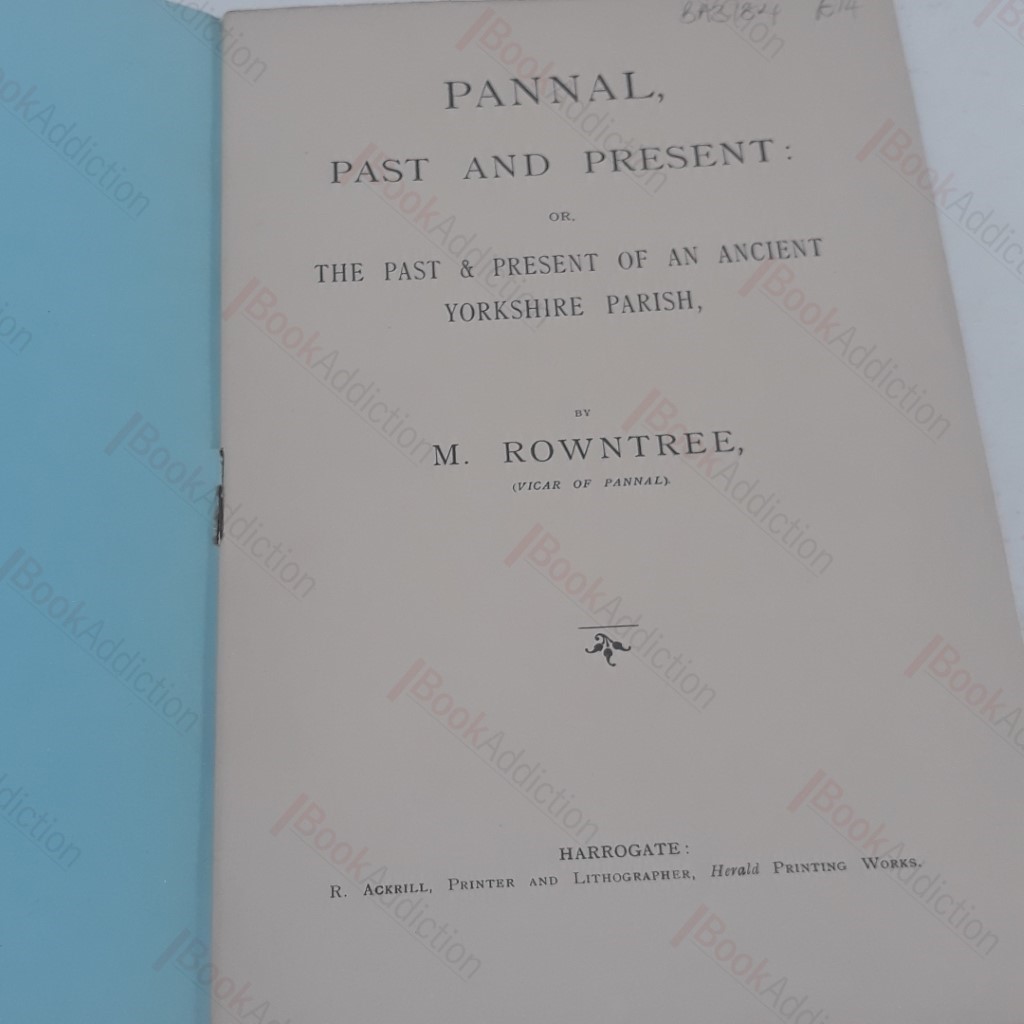 PANNAL,
PAST AND PRESENT:
OR,
THE PAST & PRESENT OF AN ANCIENT
YORKSHIRE PARISH,
BY
M. ROWNTREE,
(VICAR OF PANNAL).
HARROGATE:
R. ACKRILL, PRINTER AND LITHOGRAPHER, Herald PRINTING WORKS.
BookAddiction